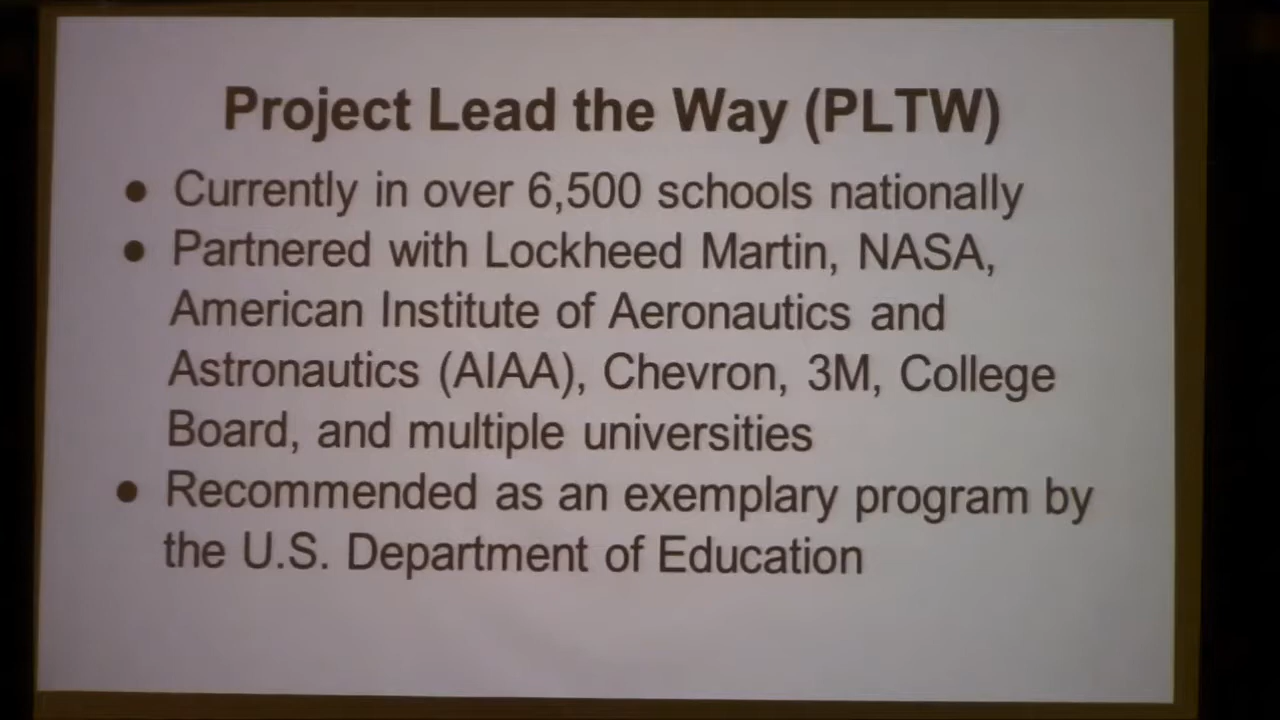 Project Lead the Way (PLTW)
● Currently in over 6,500 schools nationally
● Partnered with Lockheed Martin, NASA,
American Institute of Aeronautics and
Astronautics (AIAA), Chevron, 3M, College
Board, and multiple universities
● Recommended as an exemplary program by
the U.S. Department of Education